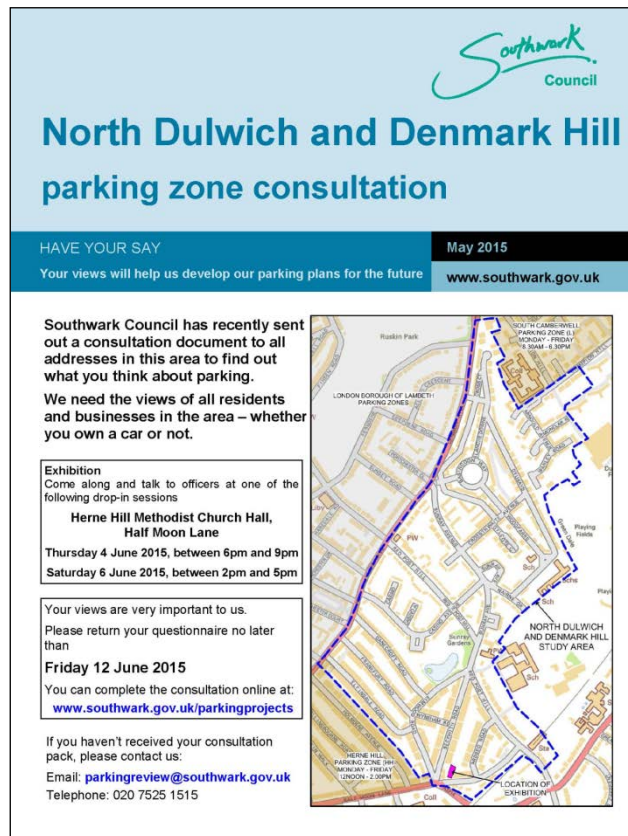 Southwark
Council
North Dulwich and Denmark Hill
parking zone consultation
HAVE YOUR SAY
Your views will help us develop our parking plans for the future
May 2015
www.southwark.gov.uk
Southwark Council has recently sent
out a consultation document to all
addresses in this area to find out
what you think about parking.
We need the views of all residents
and businesses in the area – whether
you own a car or not.
Exhibition
Come along and talk to officers at one of the
following drop-in sessions
Herne Hill Methodist Church Hall,
Half Moon Lane
Thursday 4 June 2015, between 6pm and 9pm
Saturday 6 June 2015, between 2pm and 5pm
Your views are very important to us.
Please return your questionnaire no later
than
Friday 12 June 2015
You can complete the consultation online at:
www.southwark.gov.uk/parkingprojects
If you haven't received your consultation
pack, please contact us:
Email: parkingreview@southwark.gov.uk
Telephone: 020 7525 1515
Ruskin Park
SOUTH CAMBERWELL
PARKING ZONE (L)
MONDAY - FRIDAY
8.30AM - 6.30PM
LONDON BOROUGH OF LAMBETH
PARKING ZONES
PW
Green Dale
Playing
Fields
Sch
Schs
Sch
NORTH DULWICH
AND DENMARK HILL
STUDY AREA
Sunray
Gardens
Sch
Sta
HERNE HILL
PARKING ZONE (HH)
MONDAY - FRIDAY
12NOON - 2.00PM
LOCATION OF
EXHIBITION
Coll